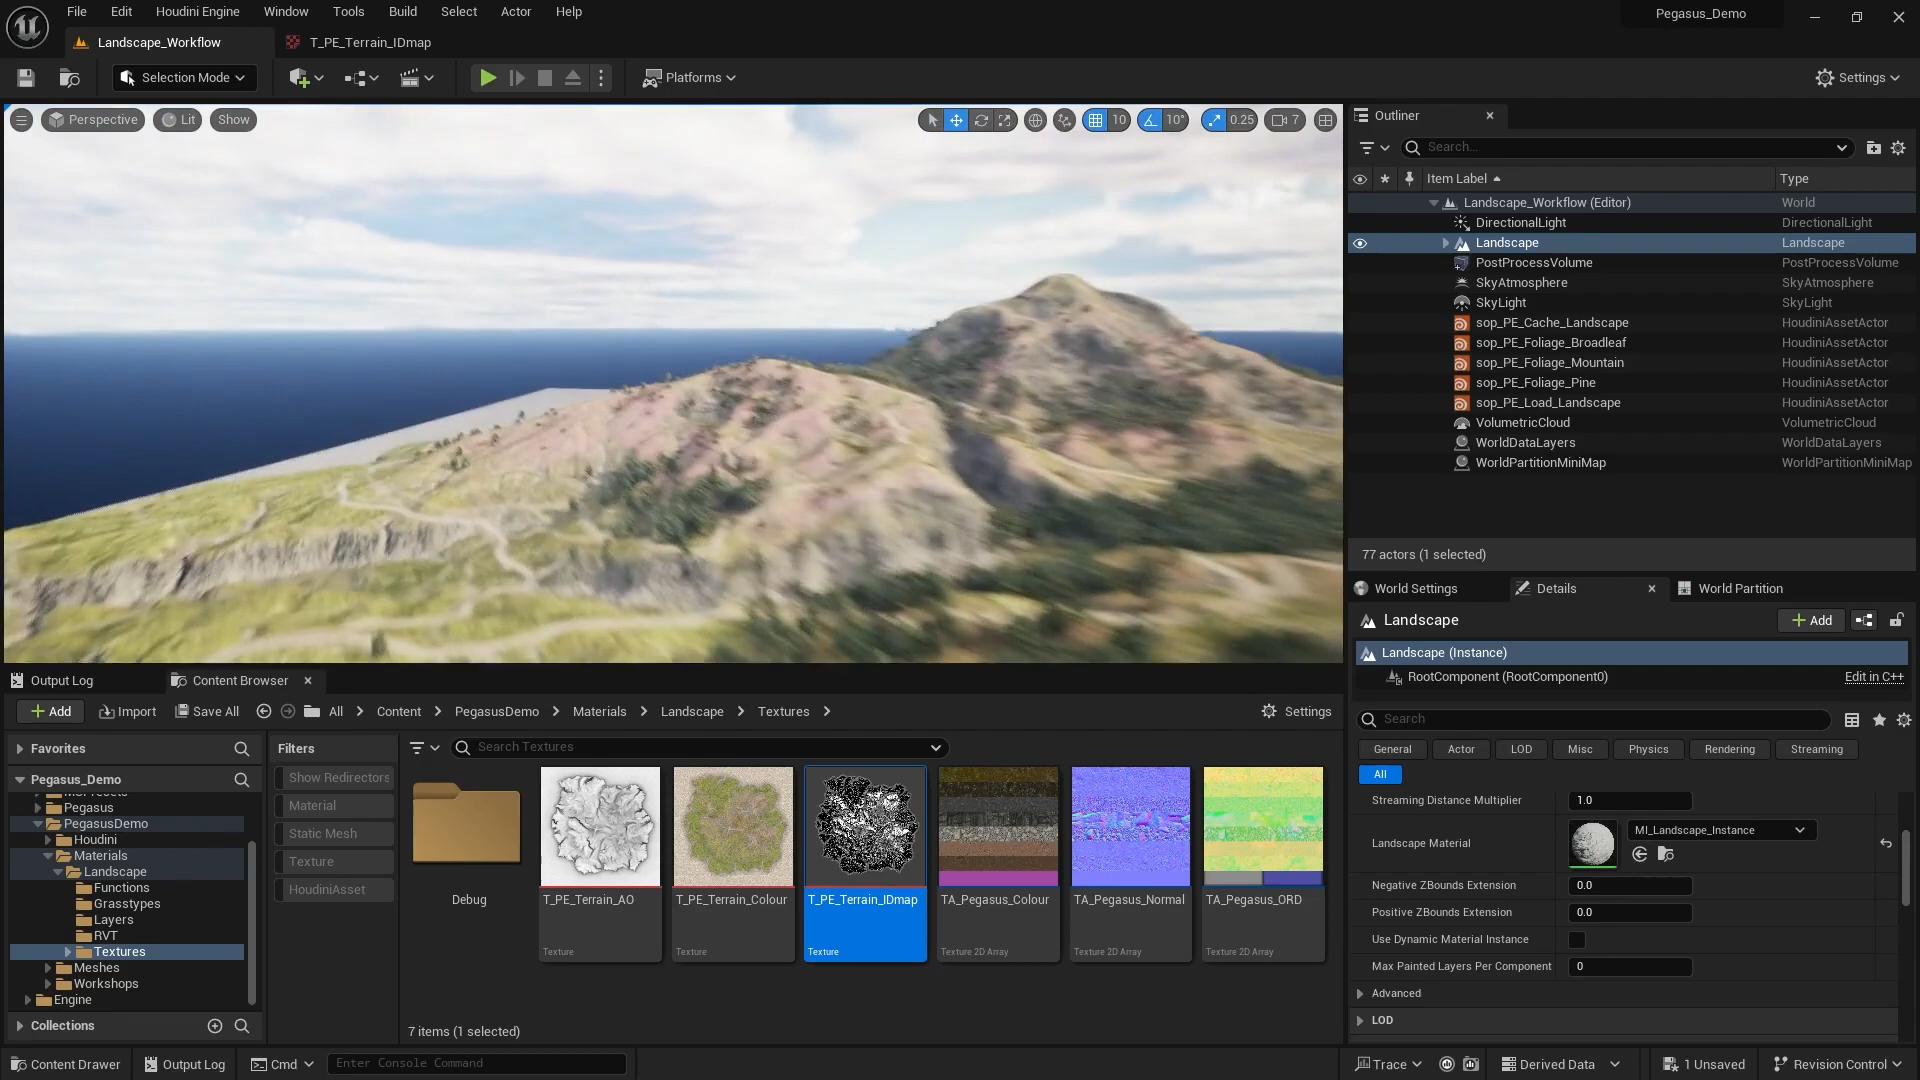 File Edit Houdini Engine Window Tools Build Select Actor Help
Pegasus_Demo
Landscape_Workflow
T_PE_Terrain_IDmap
Selection Mode
Platforms
Settings
Perspective
Lit
Show
10
10°
0.25
7
Outliner
Search...
Item Label
Type
Landscape_Workflow (Editor) World
DirectionalLight DirectionalLight
Landscape Landscape
PostProcessVolume PostProcessVolume
SkyAtmosphere SkyAtmosphere
SkyLight SkyLight
sop_PE_Cache_Landscape HoudiniAssetActor
sop_PE_Foliage_Broadleaf HoudiniAssetActor
sop_PE_Foliage_Mountain HoudiniAssetActor
sop_PE_Foliage_Pine HoudiniAssetActor
sop_PE_Load_Landscape HoudiniAssetActor
VolumetricCloud VolumetricCloud
WorldDataLayers WorldDataLayers
WorldPartitionMiniMap WorldPartitionMiniMap
77 actors (1 selected)
World Settings
Details
World Partition
Landscape
Add
Landscape (Instance)
RootComponent (RootComponent0)
Edit in C++
Search
General Actor LOD Misc Physics Rendering Streaming
All
Streaming Distance Multiplier 1.0
Landscape Material MI_Landscape_Instance
Negative ZBounds Extension 0.0
Positive ZBounds Extension 0.0
Use Dynamic Material Instance
Max Painted Layers Per Component 0
Advanced
LOD
Output Log
Content Browser
Add
Import
Save All
All
Content
PegasusDemo
Materials
Landscape
Textures
Settings
Favorites
Pegasus_Demo
Pegasus
PegasusDemo
Houdini
Materials
Landscape
Functions
Grasstypes
Layers
RVT
Textures
Meshes
Workshops
Engine
Collections
Filters
Show Redirectors
Material
Static Mesh
Texture
HoudiniAsset
Search Textures
Debug
T_PE_Terrain_AO
Texture
T_PE_Terrain_Colour
Texture
T_PE_Terrain_IDmap
Texture
TA_Pegasus_Colour
Texture 2D Array
TA_Pegasus_Normal
Texture 2D Array
TA_Pegasus_ORD
Texture 2D Array
7 items (1 selected)
Content Drawer
Output Log
Cmd
Enter Console Command
Trace
Derived Data
1 Unsaved
Revision Control